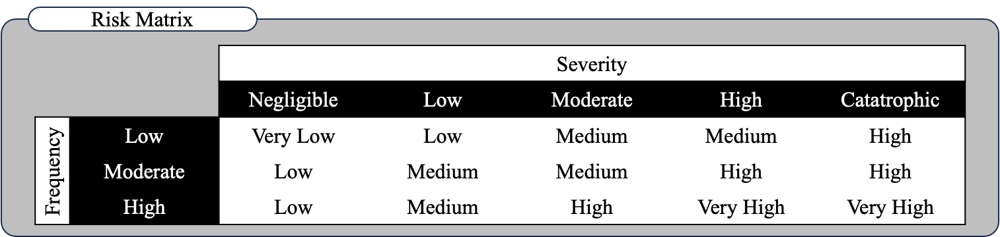 Risk Matrix
Severity
Negligible Low Moderate High Catatrophic
Frequency
Low Very Low Low Medium Medium High
Moderate Low Medium Medium High High
High Low Medium High Very High Very High